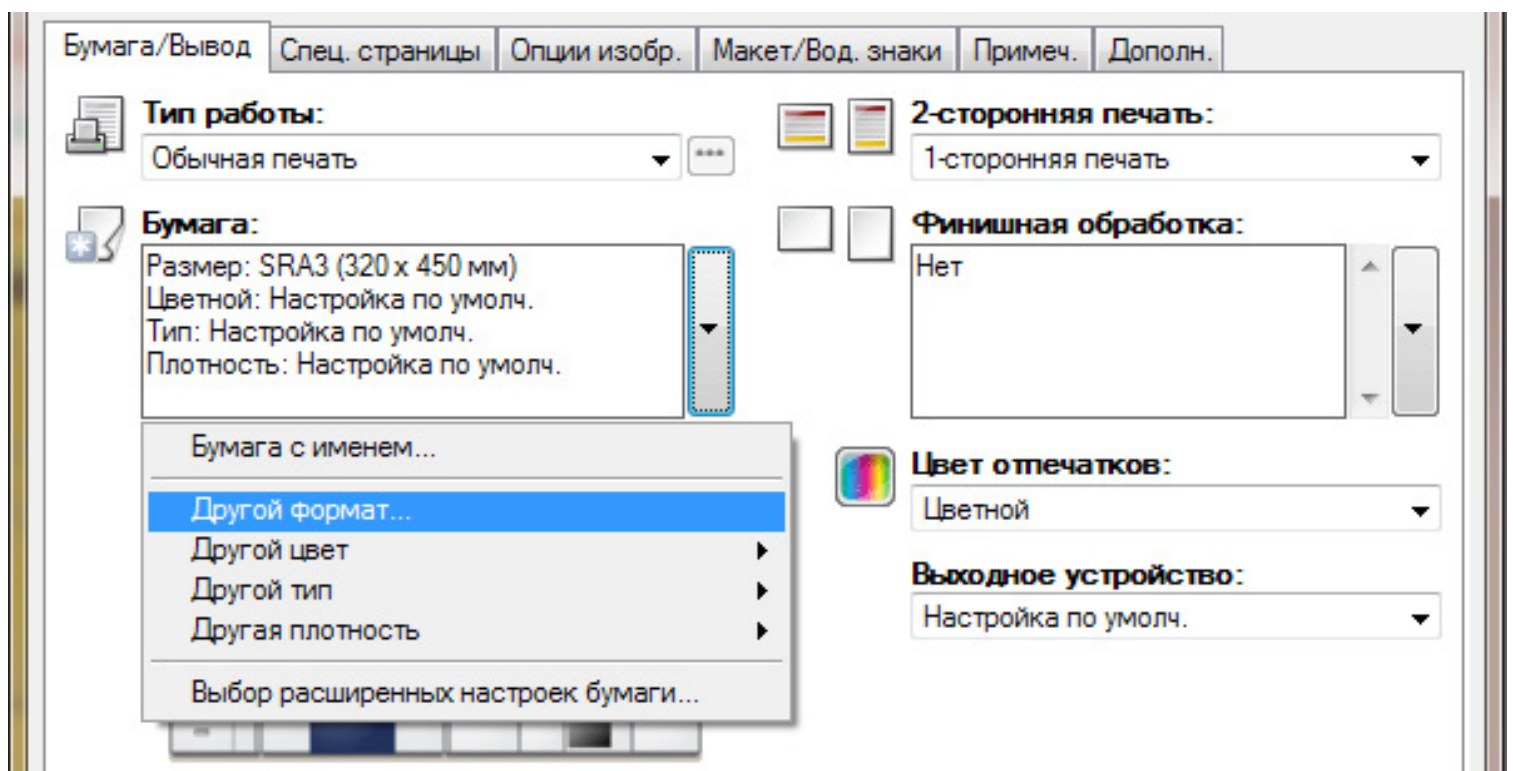 Бумага/Вывод Спец. страницы Опции изобр. Макет/Вод. знаки Примеч. Дополн.
Тип работы:
Обычная печать
2-сторонняя печать:
1-сторонняя печать
Бумага:
Размер: SRA3 (320 x 450 мм)
Цветной: Настройка по умолч.
Тип: Настройка по умолч.
Плотность: Настройка по умолч.
Финишная обработка:
Нет
Бумага с именем...
Другой формат...
Другой цвет
Другой тип
Другая плотность
Выбор расширенных настроек бумаги...
Цвет отпечатков:
Цветной
Выходное устройство:
Настройка по умолч.